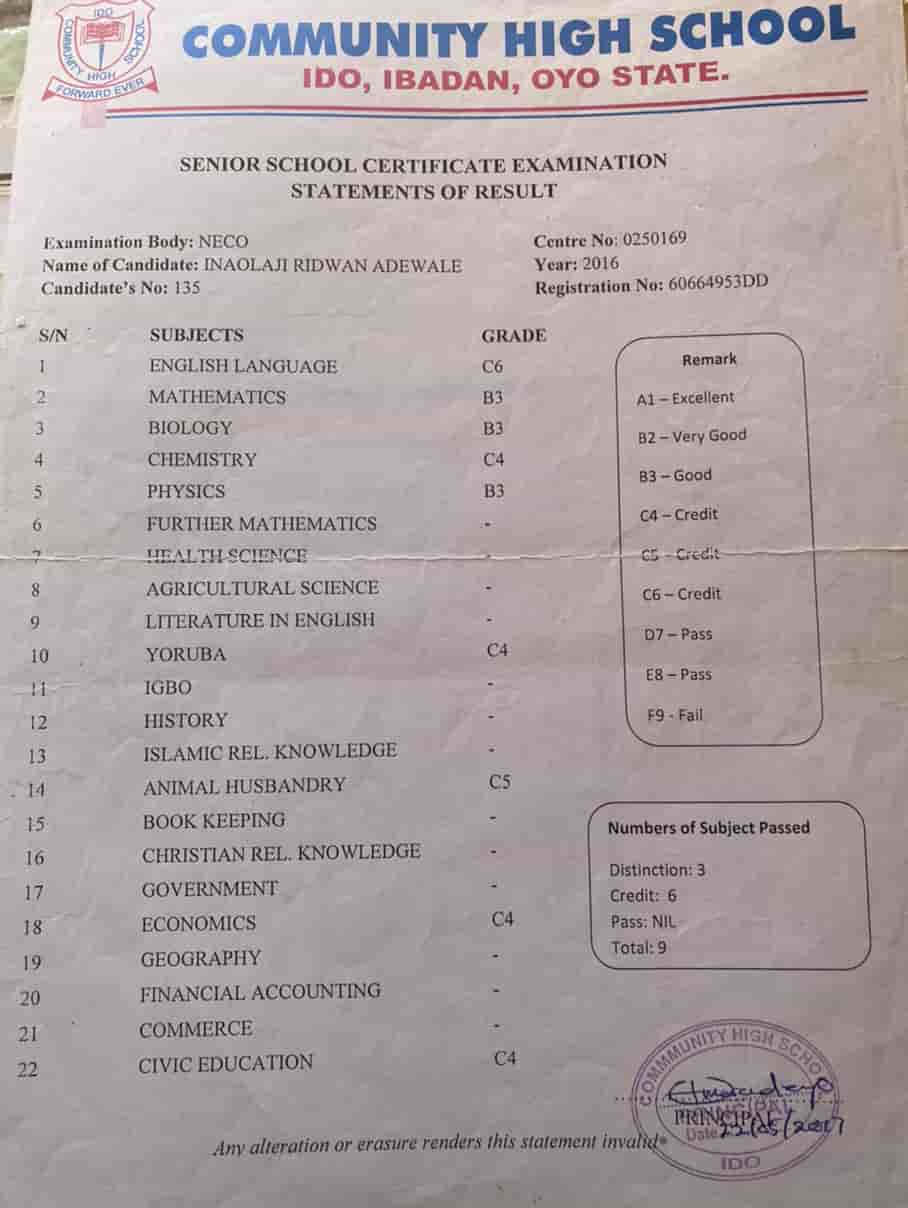 IDO
COMMUNITY HIGH SCHOOL
FORWARD EVER
COMMUNITY HIGH SCHOOL
IDO, IBADAN, OYO STATE.
SENIOR SCHOOL CERTIFICATE EXAMINATION
STATEMENTS OF RESULT
Examination Body: NECO
Centre No: 0250169
Name of Candidate: INAOLAJI RIDWAN ADEWALE
Year: 2016
Candidate's No: 135
Registration No: 60664953DD
S/N SUBJECTS GRADE
1 ENGLISH LANGUAGE C6
2 MATHEMATICS B3
3 BIOLOGY B3
4 CHEMISTRY C4
5 PHYSICS B3
6 FURTHER MATHEMATICS -
7 HEALTH SCIENCE -
8 AGRICULTURAL SCIENCE -
9 LITERATURE IN ENGLISH -
10 YORUBA C4
11 IGBO -
12 HISTORY -
13 ISLAMIC REL. KNOWLEDGE -
14 ANIMAL HUSBANDRY C5
15 BOOK KEEPING -
16 CHRISTIAN REL. KNOWLEDGE -
17 GOVERNMENT -
18 ECONOMICS C4
19 GEOGRAPHY -
20 FINANCIAL ACCOUNTING -
21 COMMERCE -
22 CIVIC EDUCATION C4
Remark
A1 – Excellent
B2 – Very Good
B3 – Good
C4 – Credit
C5 - Credit
C6 – Credit
D7 – Pass
E8 – Pass
F9 - Fail
Numbers of Subject Passed
Distinction: 3
Credit: 6
Pass: NIL
Total: 9
COMMMUNITY HIGH SCHO
PRINCIPAL
PRINCIPAL
Date 22/05/2017
IDO
Any alteration or erasure renders this statement invalid